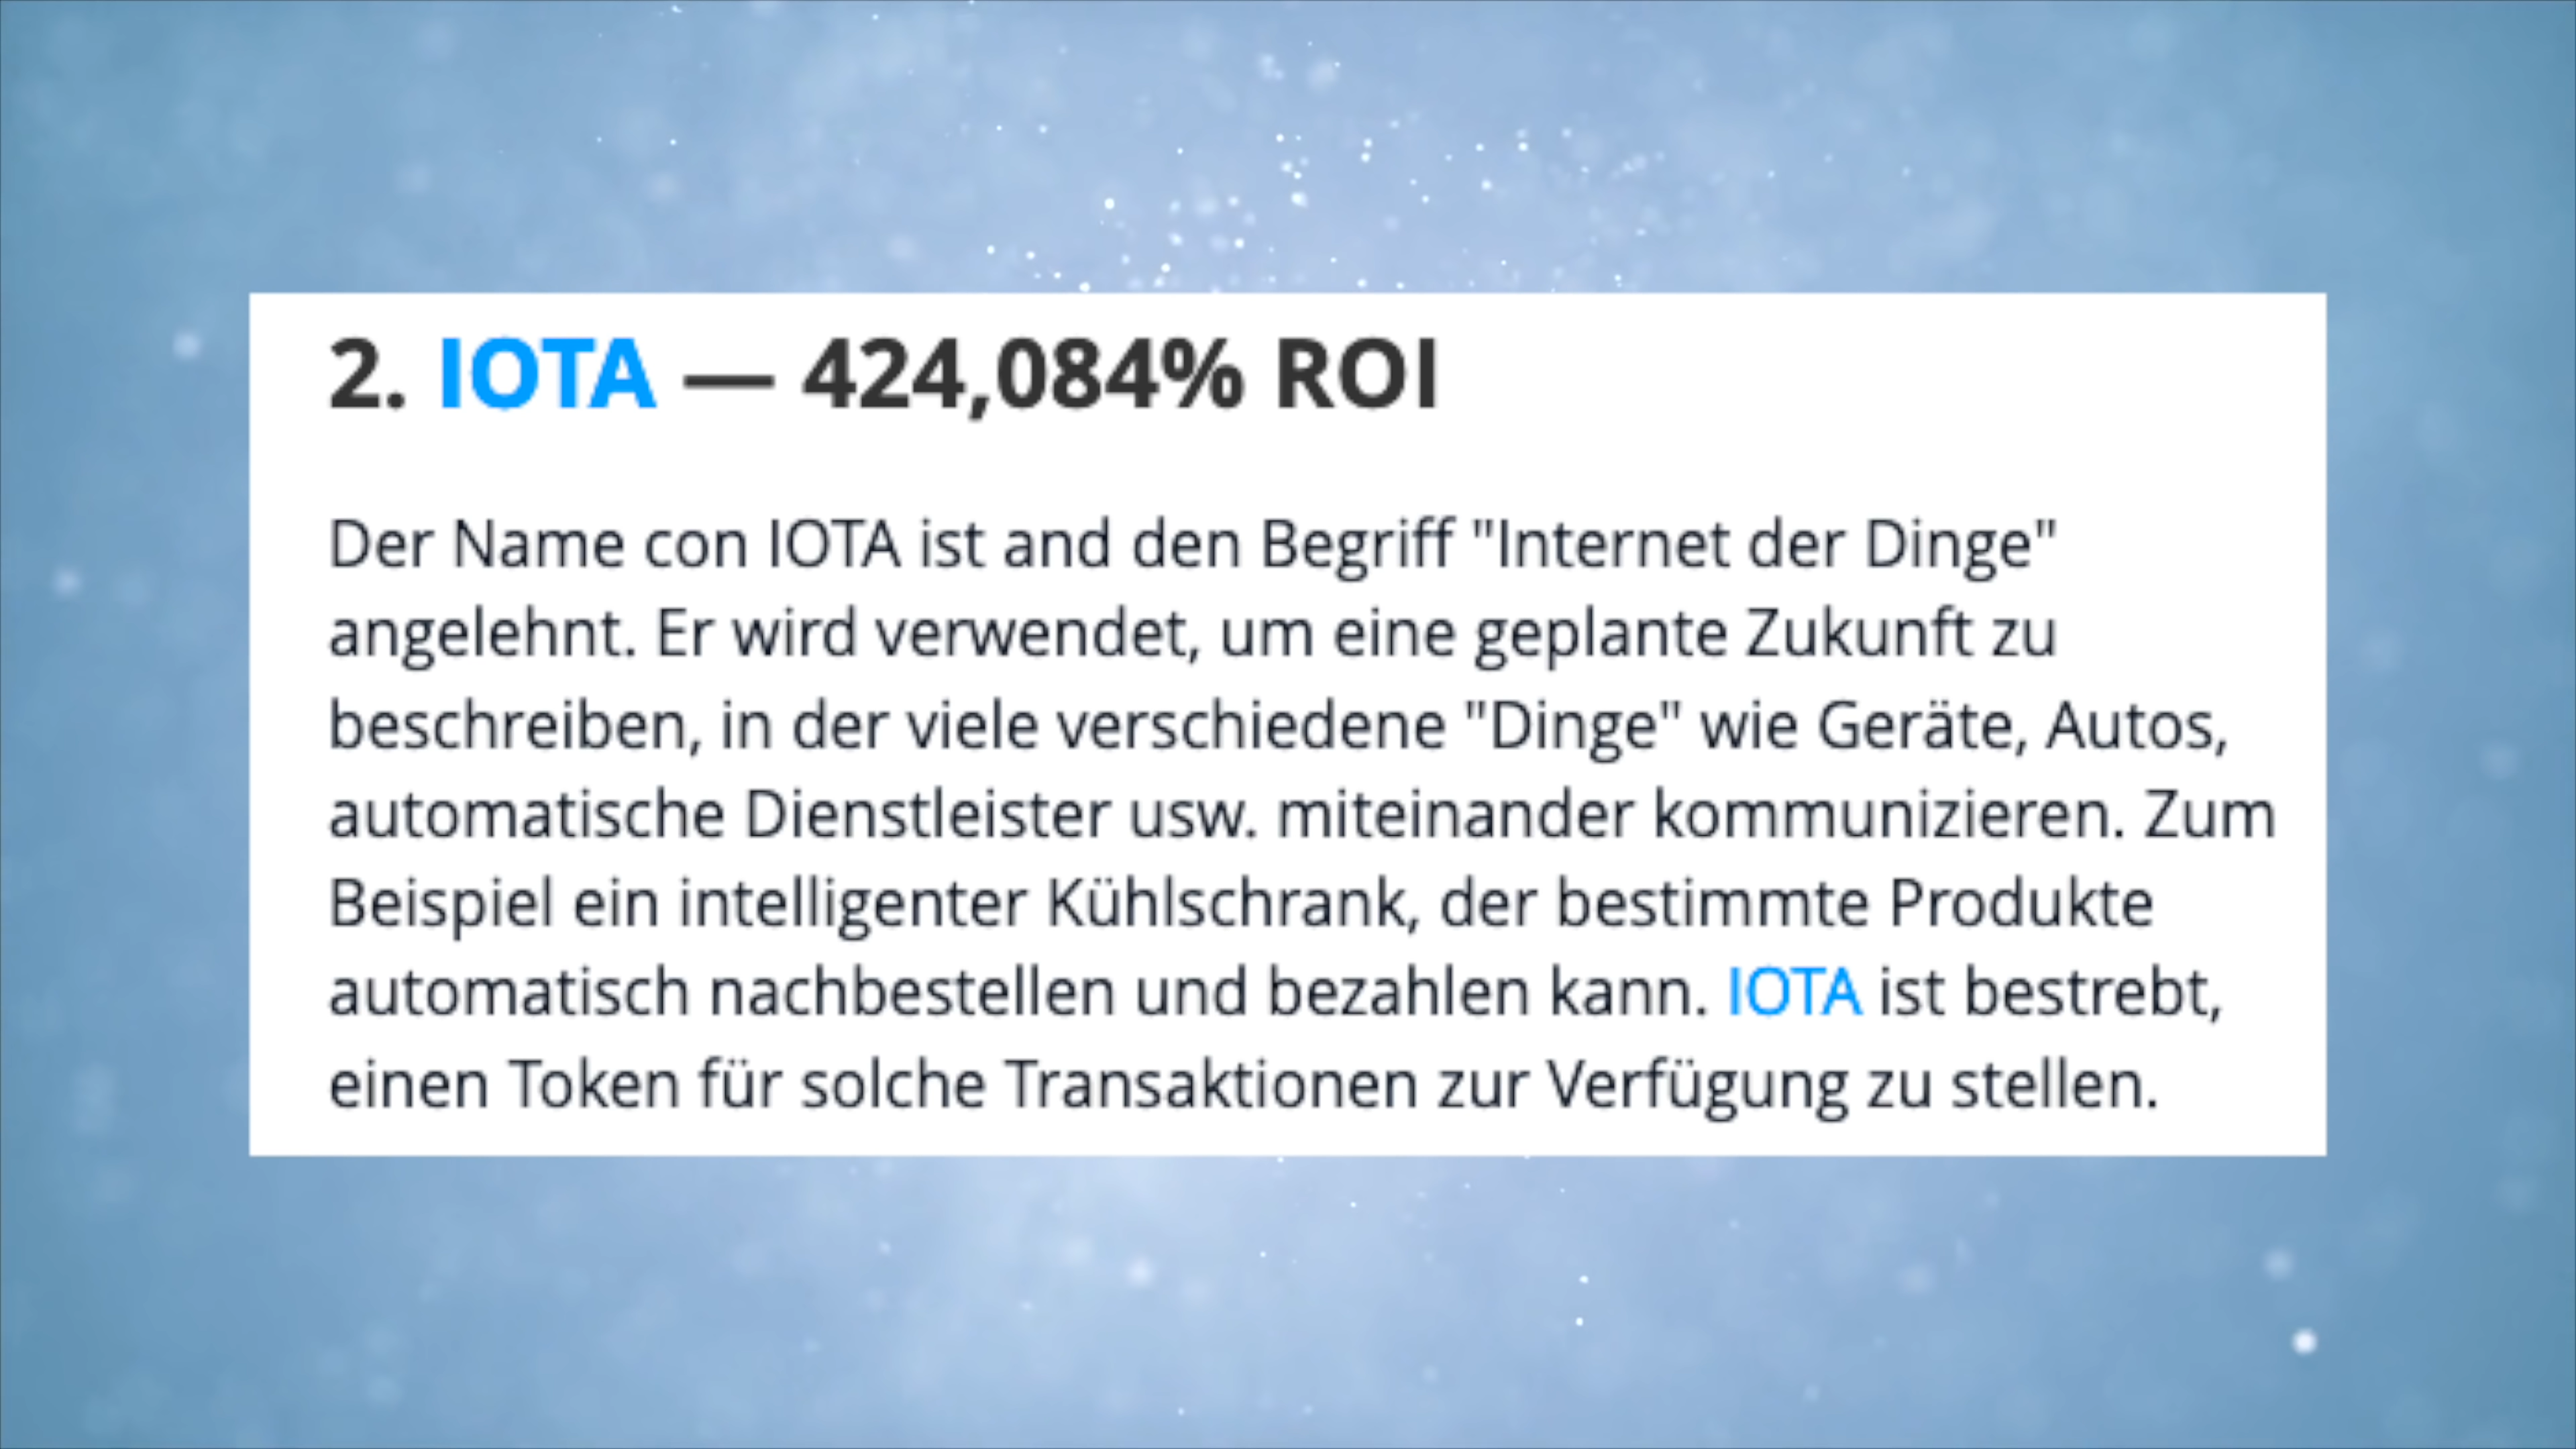 2. IOTA — 424,084% ROI
Der Name con IOTA ist and den Begriff "Internet der Dinge"
angelehnt. Er wird verwendet, um eine geplante Zukunft zu
beschreiben, in der viele verschiedene "Dinge" wie Geräte, Autos,
automatische Dienstleister usw. miteinander kommunizieren. Zum
Beispiel ein intelligenter Kühlschrank, der bestimmte Produkte
automatisch nachbestellen und bezahlen kann. IOTA ist bestrebt,
einen Token für solche Transaktionen zur Verfügung zu stellen.